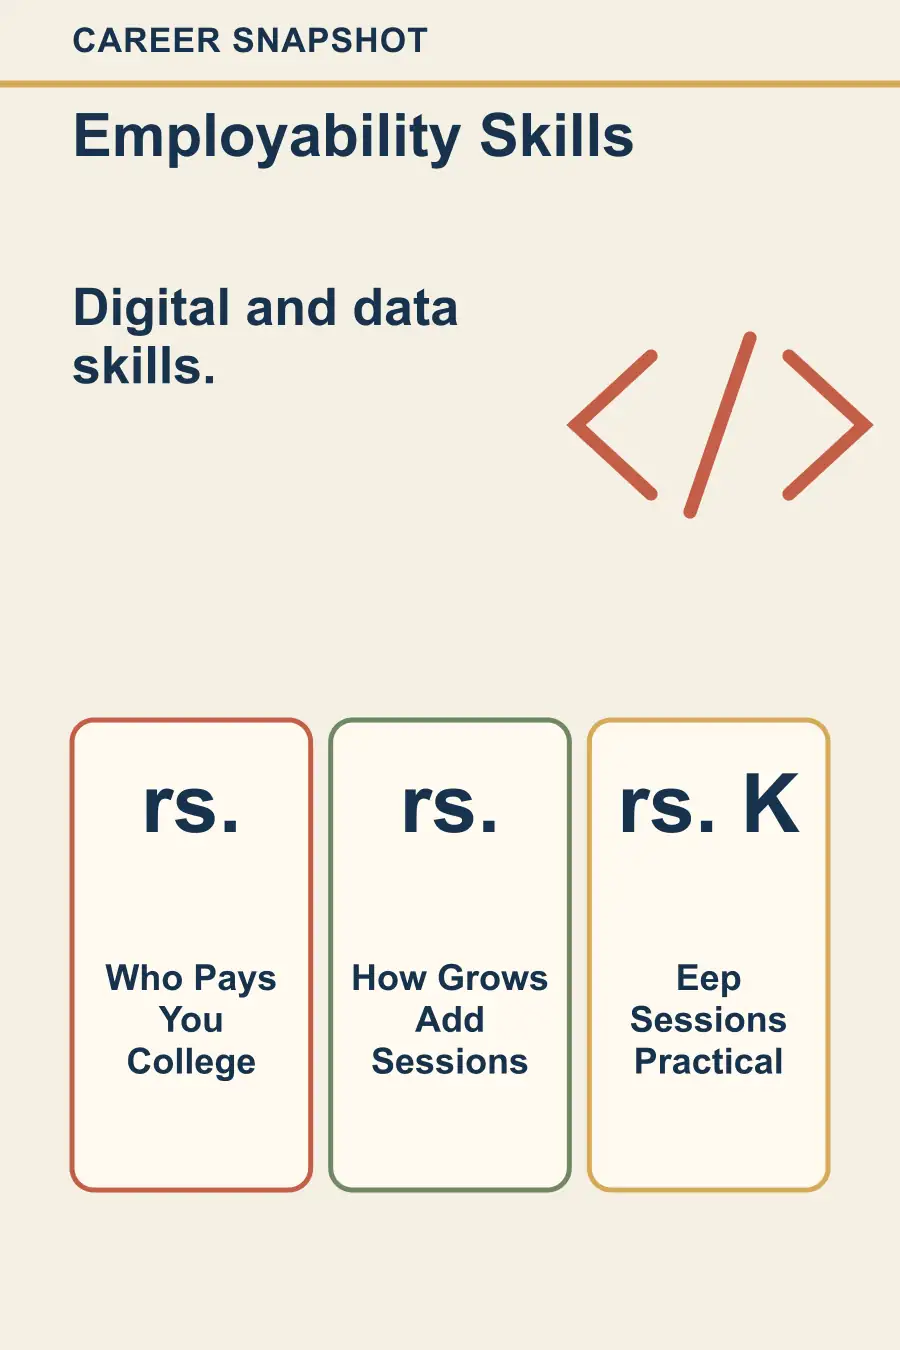 CAREER SNAPSHOT
Employability Skills
Digital and data
skills.
rs.
Who Pays
You
College
rs.
How Grows
Add
Sessions
rs. K
Eep
Sessions
Practical